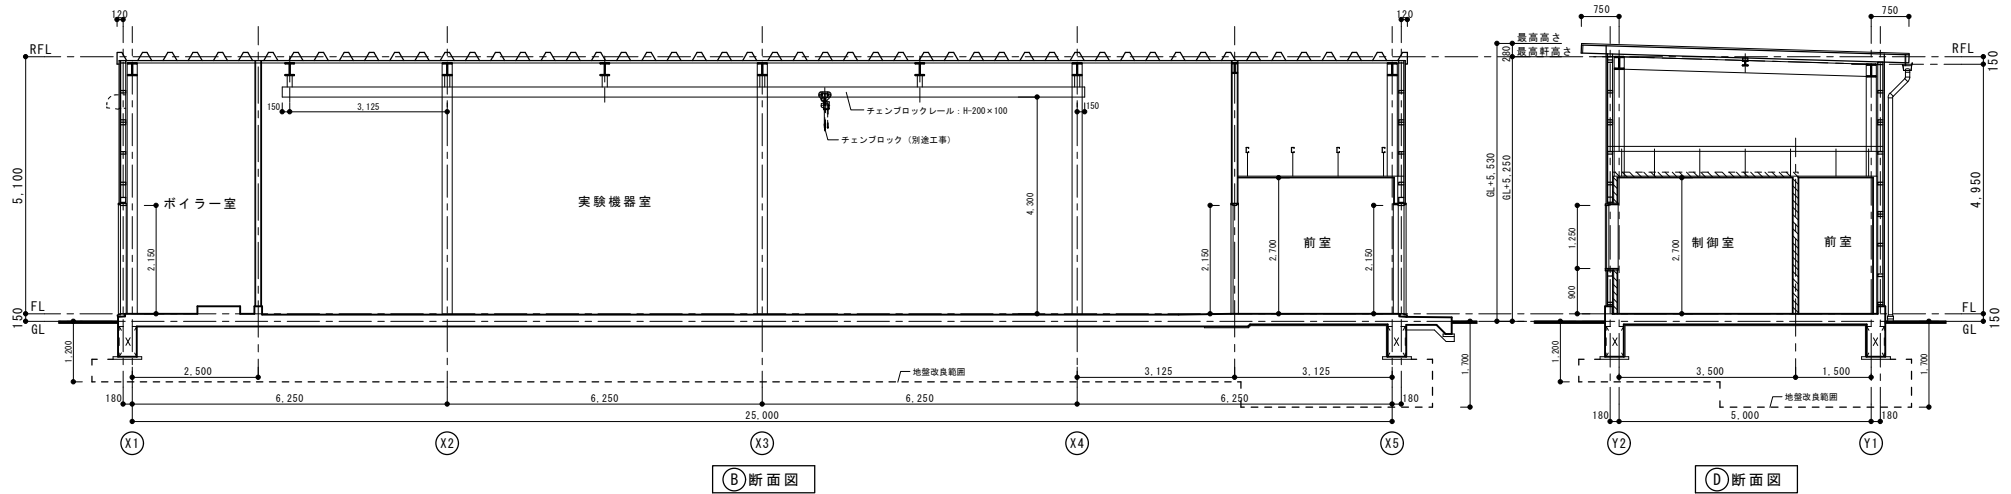 120
RFL
5,100
150
3,125
150
チェンブロックレール：H-200×100
チェンブロック（別途工事）
ボイラー室
実験機器室
前室
2,150
4,300
2,150
2,700
2,150
FL
150
GL
1,200
2,500
地盤改良範囲
3,125
3,125
1,700
180
6,250
6,250
6,250
6,250
180
25,000
X1
X2
X3
X4
X5
B 断面図
120
750
750
最高高さ
最高軒高さ
280
RFL
150
GL+5,530
GL+5,250
4,950
1,250
900
制御室
前室
2,700
FL
GL
150
1,200
3,500
1,500
1,700
地盤改良範囲
180
5,000
180
Y2
Y1
D 断面図